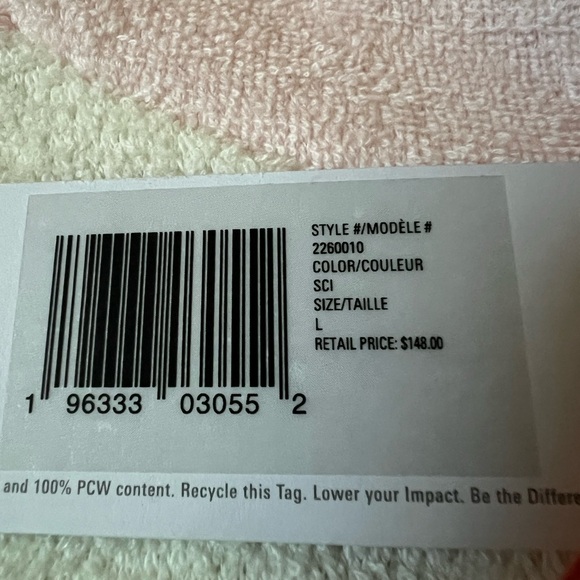 STYLE #/MODÈLE #
2260010
COLOR/COULEUR
SCI
SIZE/TAILLE
L
RETAIL PRICE: $148.00
1 96333 03055 2
and 100% PCW content. Recycle this Tag. Lower your Impact. Be the